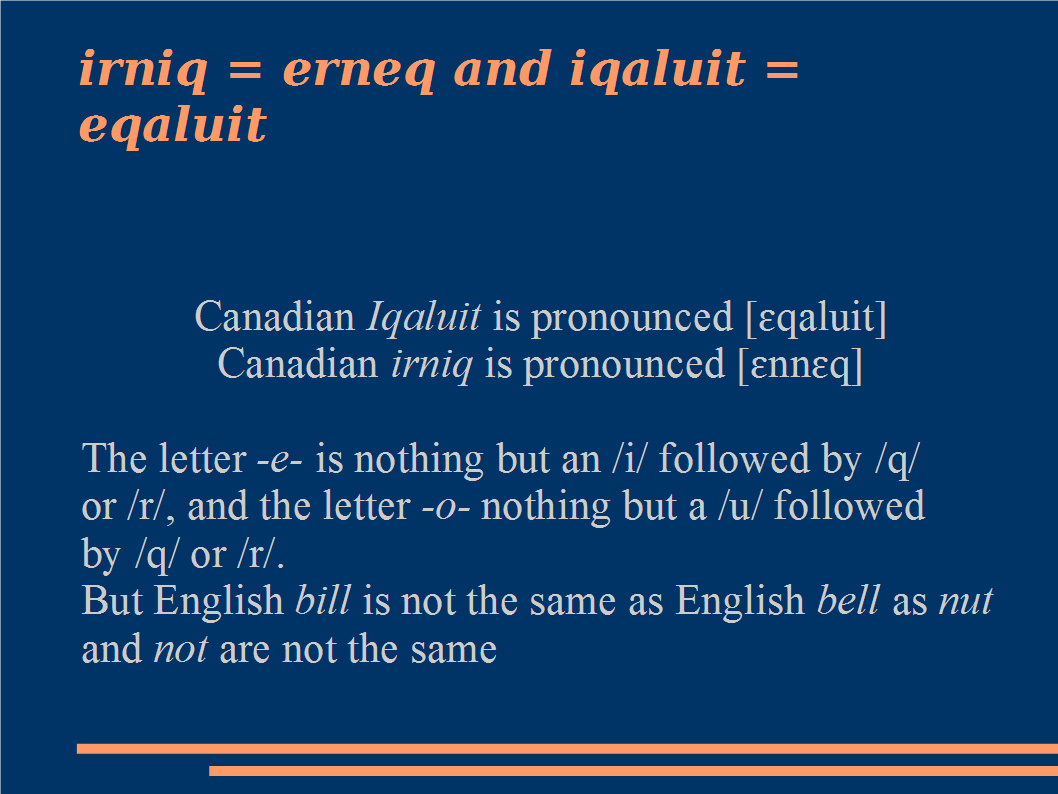 irniq = erneq and iqaluit =
eqaluit
Canadian Iqaluit is pronounced [ɛqaluit]
Canadian irniq is pronounced [ɛnnɛq]
The letter -e- is nothing but an /i/ followed by /q/
or /r/, and the letter -o- nothing but a /u/ followed
by /q/ or /r/.
But English bill is not the same as English bell as nut
and not are not the same